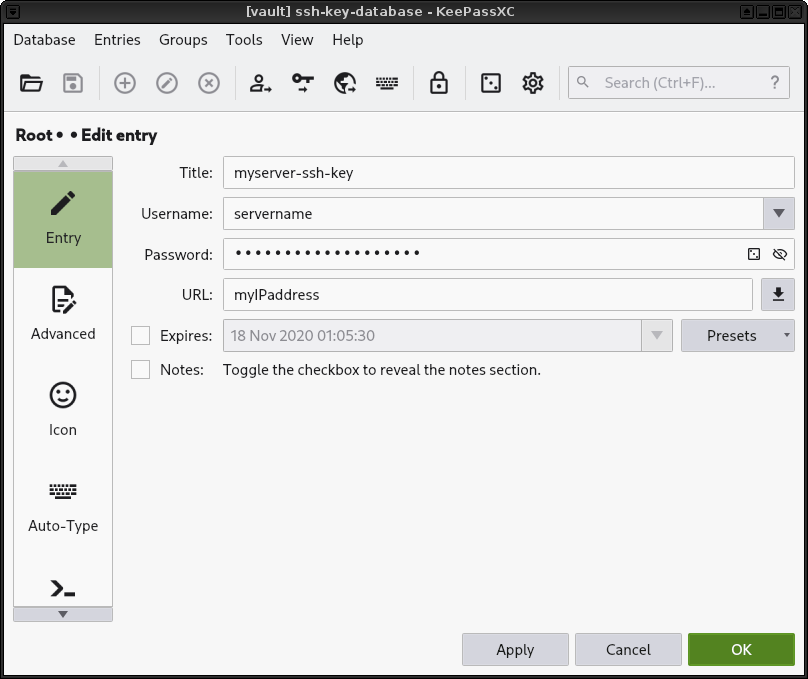 [vault] ssh-key-database - KeePassXC
Database Entries Groups Tools View Help
Search (Ctrl+F)... ?
Root • • Edit entry
Title: myserver-ssh-key
Entry
Username: servername
Password: •••••••••••••••••••
Advanced
URL: myIPaddress
Expires: 18 Nov 2020 01:05:30 Presets
Notes: Toggle the checkbox to reveal the notes section.
Icon
Auto-Type
Apply Cancel OK